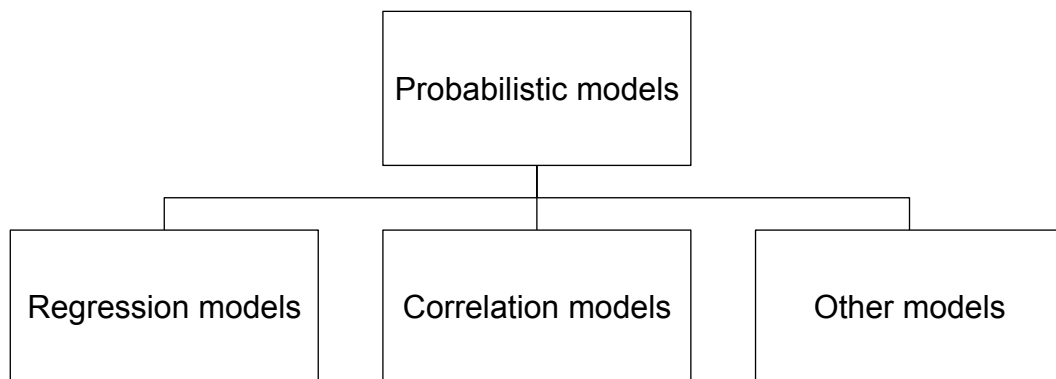 Probabilistic models
Regression models
Correlation models
Other models